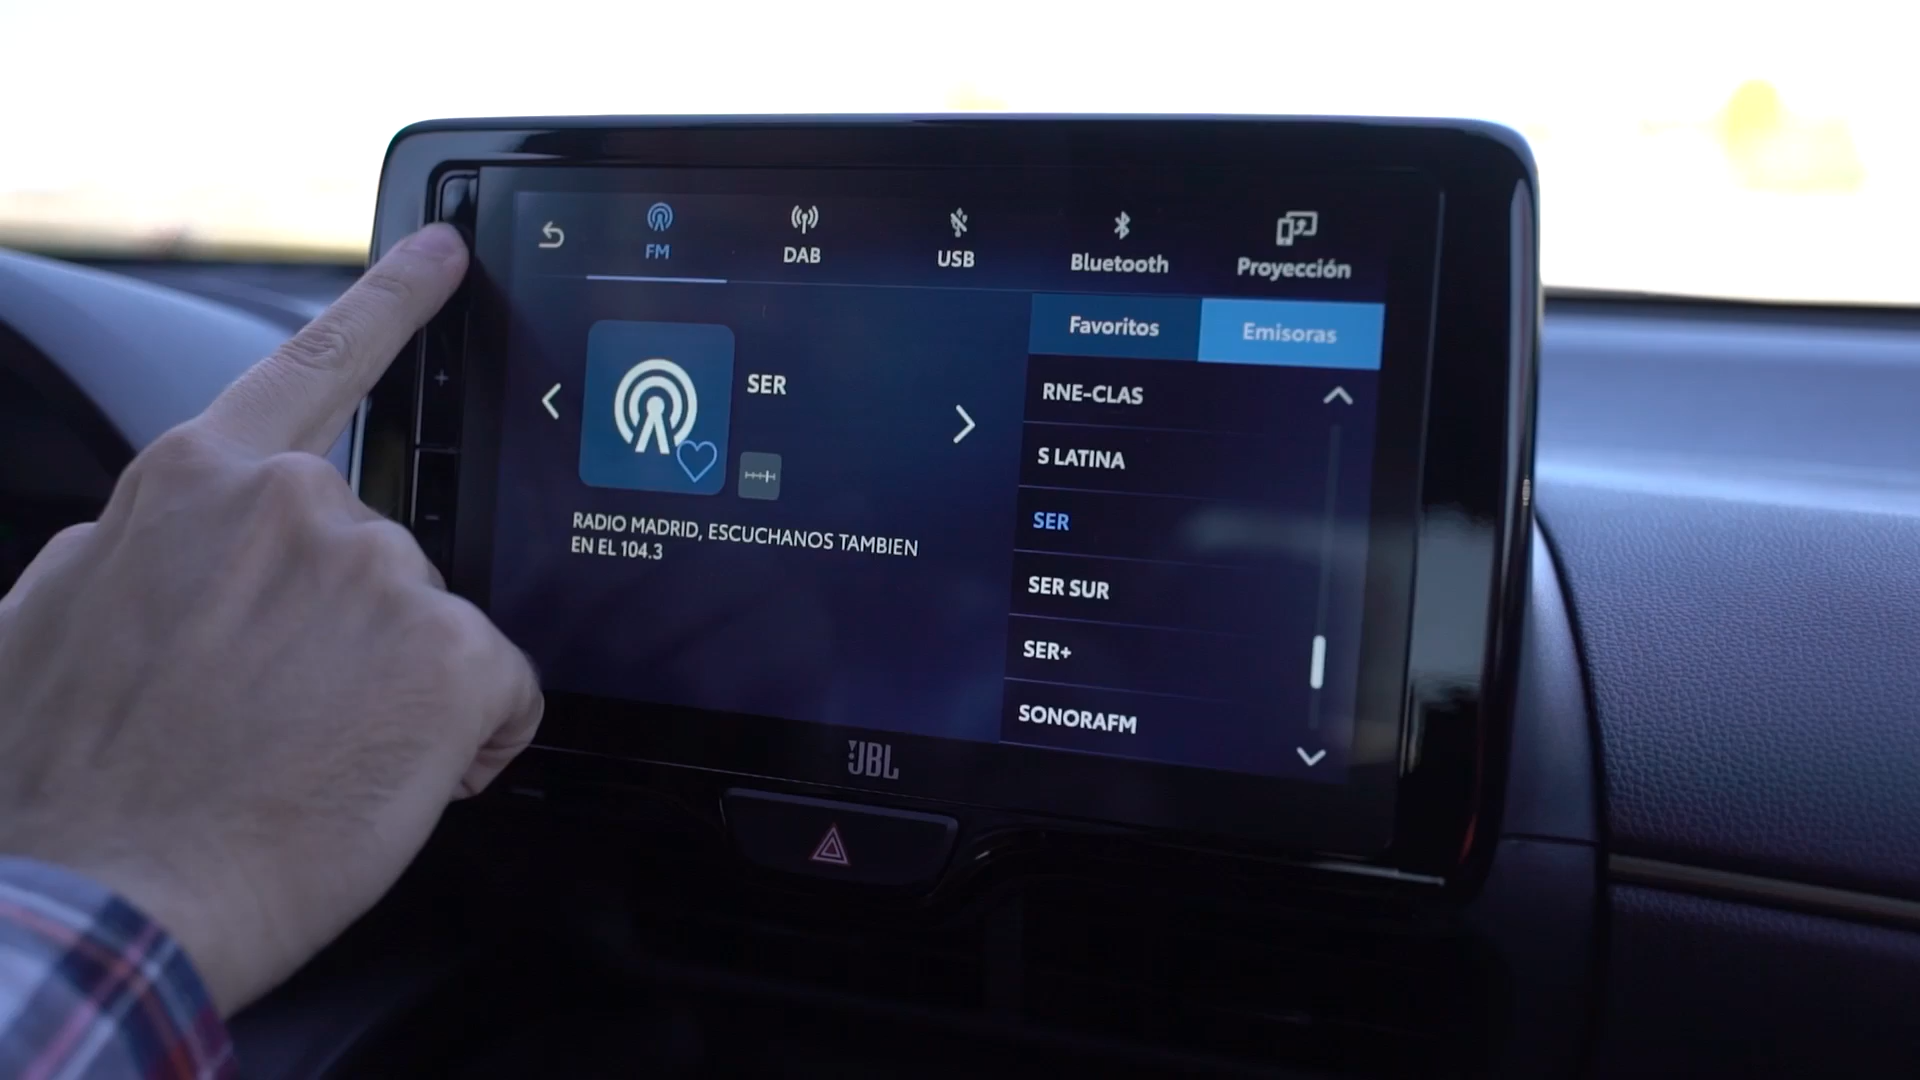 FM
DAB
USB
Bluetooth
Proyección
Favoritos
Emisoras
SER
RADIO MADRID, ESCUCHANOS TAMBIEN
EN EL 104.3
RNE-CLAS
S LATINA
SER
SER SUR
SER+
SONORAFM
JBL